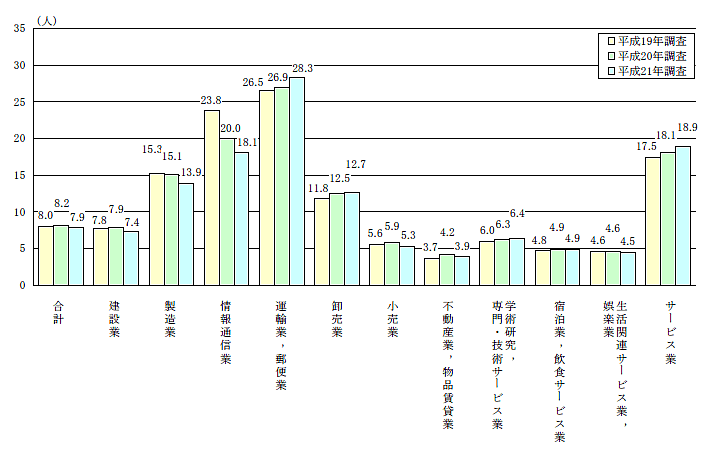 (人)
35
30
25
20
15
10
5
0
平成19年調査
平成20年調査
平成21年調査
8.0
8.2
7.9
7.8
7.9
7.4
15.3
15.1
13.9
23.8
20.0
18.1
26.5
26.9
28.3
11.8
12.5
12.7
5.6
5.9
5.3
3.7
4.2
3.9
6.0
6.3
6.4
4.8
4.9
4.9
4.6
4.6
4.5
17.5
18.1
18.9
合計
建設業
製造業
情報通信業
運輸業，郵便業
卸売業
小売業
不動産業，物品賃貸業
学術研究，
専門・技術サービス業
宿泊業，飲食サービス業
生活関連サービス業，
娯楽業
サービス業